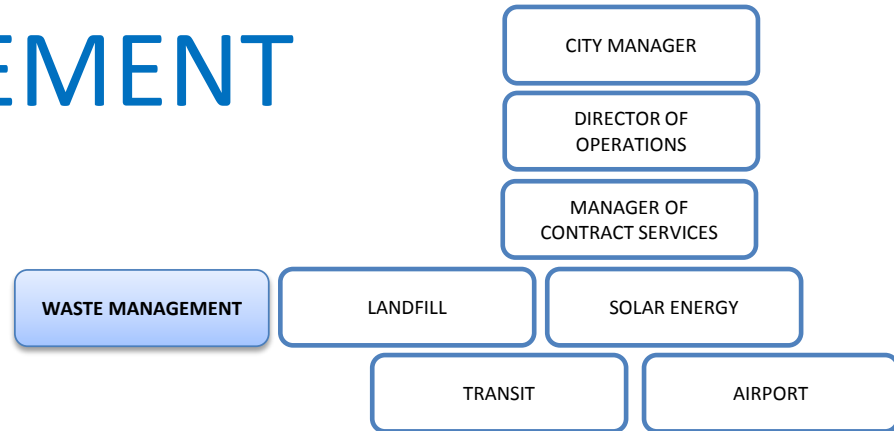 EMENT
CITY MANAGER
DIRECTOR OF
OPERATIONS
MANAGER OF
CONTRACT SERVICES
WASTE MANAGEMENT
LANDFILL
SOLAR ENERGY
TRANSIT
AIRPORT